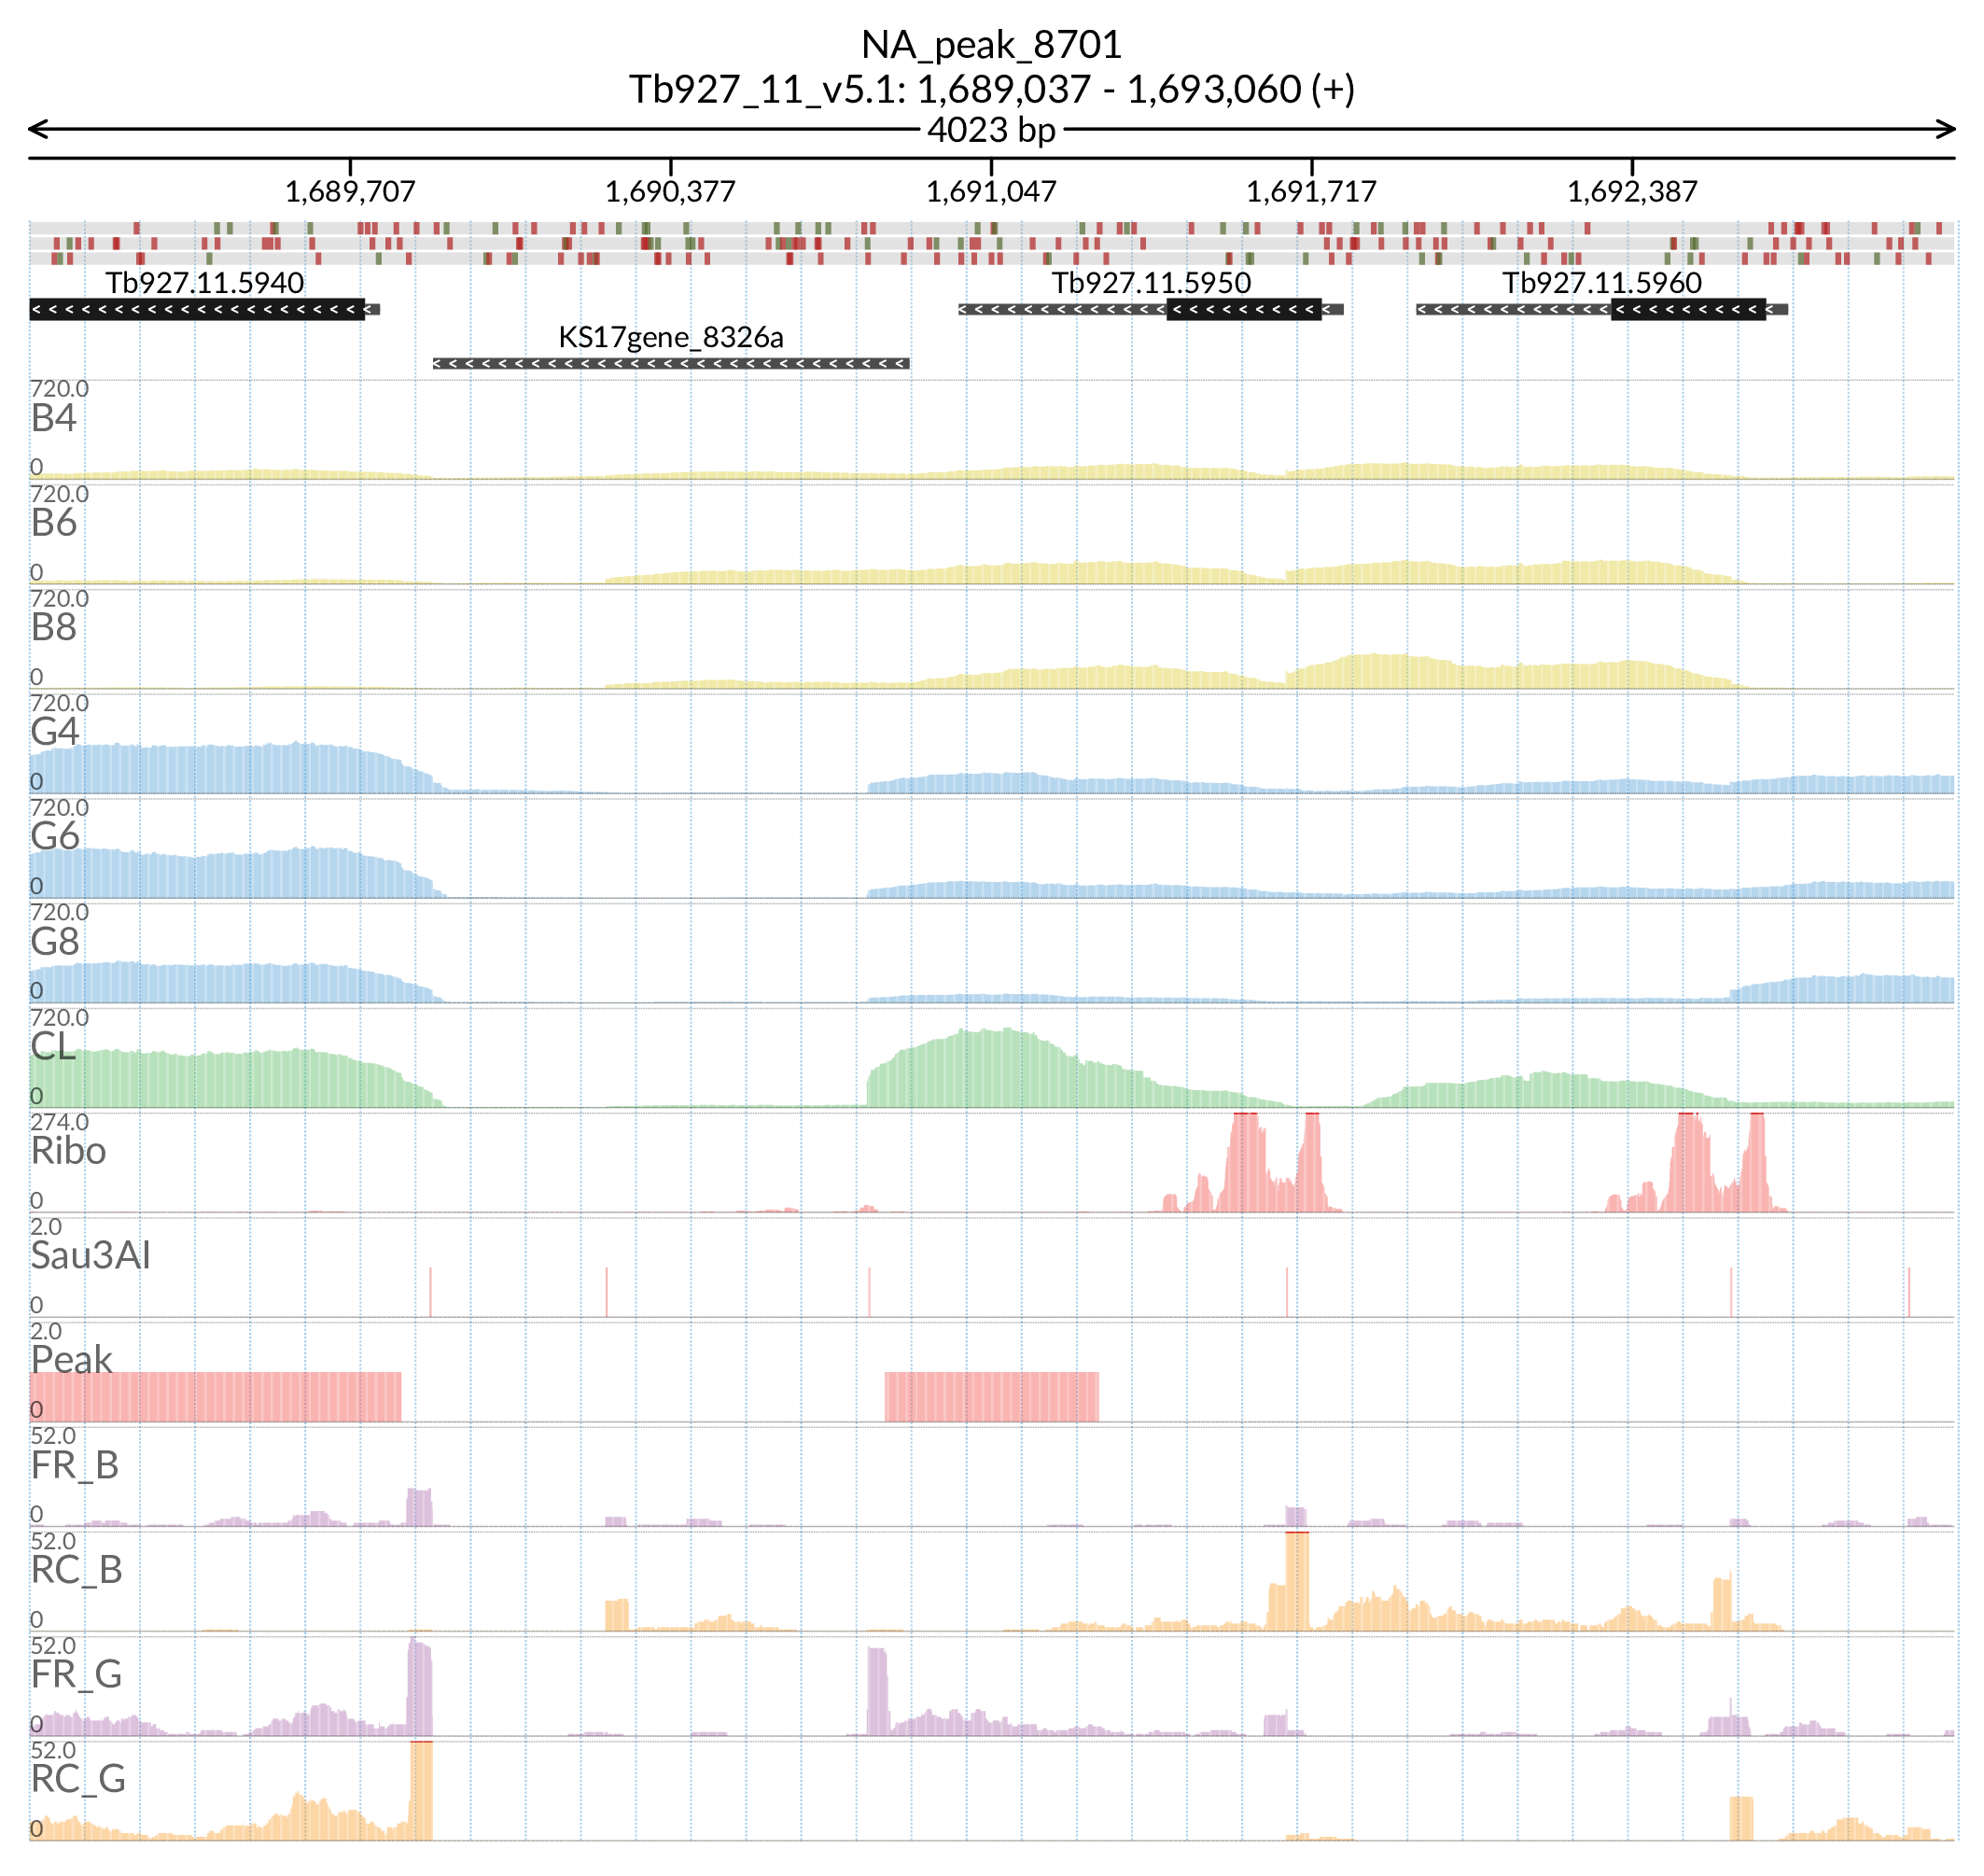 NA_peak_8701
Tb927_11_v5.1: 1,689,037 - 1,693,060 (+)
4023 bp
1,689,707 1,690,377 1,691,047 1,691,717 1,692,387
Tb927.11.5940 Tb927.11.5950 Tb927.11.5960
KS17gene_8326a
720.0
B4
0
720.0
B6
0
720.0
B8
0
720.0
G4
0
720.0
G6
0
720.0
G8
0
720.0
CL
0
274.0
Ribo
0
2.0
Sau3AI
0
2.0
Peak
0
52.0
FR_B
0
52.0
RC_B
0
52.0
FR_G
0
52.0
RC_G
0